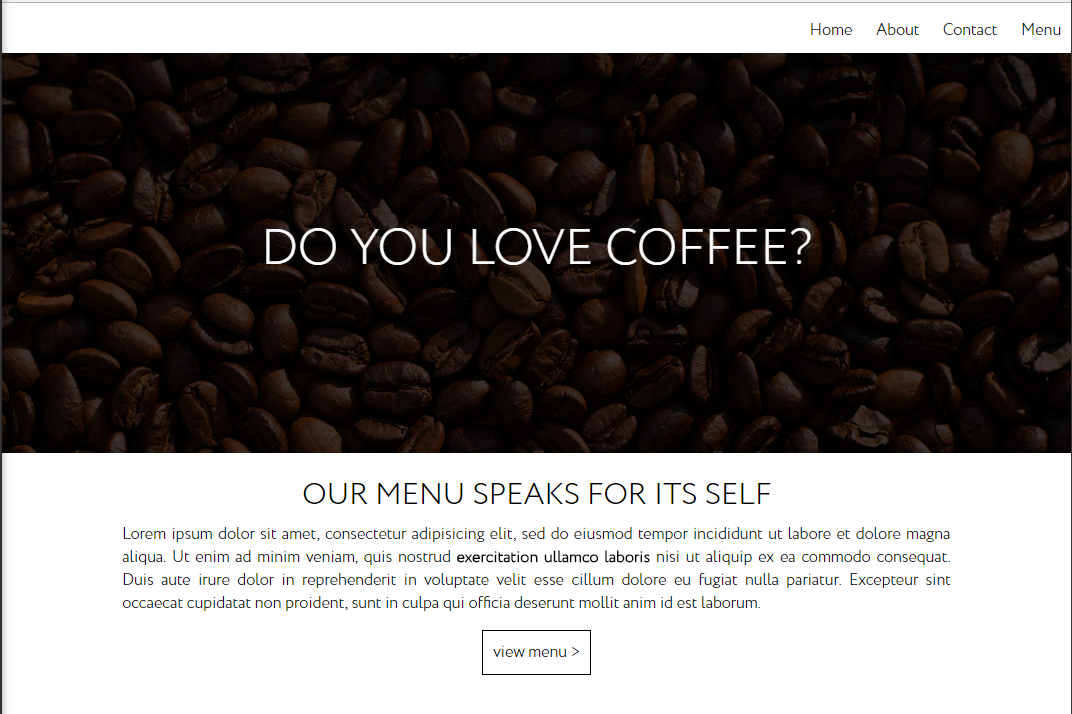 Home About Contact Menu
DO YOU LOVE COFFEE?
OUR MENU SPEAKS FOR ITS SELF
Lorem ipsum dolor sit amet, consectetur adipisicing elit, sed do eiusmod tempor incididunt ut labore et dolore magna
aliqua. Ut enim ad minim veniam, quis nostrud exercitation ullamco laboris nisi ut aliquip ex ea commodo consequat.
Duis aute irure dolor in reprehenderit in voluptate velit esse cillum dolore eu fugiat nulla pariatur. Excepteur sint
occaecat cupidatat non proident, sunt in culpa qui officia deserunt mollit anim id est laborum.
view menu >